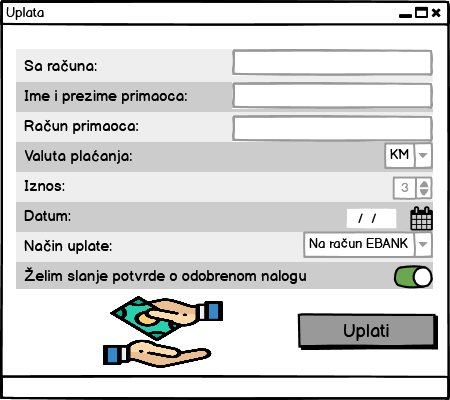 Uplata
Sa računa:
Ime i prezime primaoca:
Račun primaoca:
Valuta plaćanja: KM
Iznos: 3
Datum: / /
Način uplate: Na račun EBANK
Želim slanje potvrde o odobrenom nalogu
Uplati